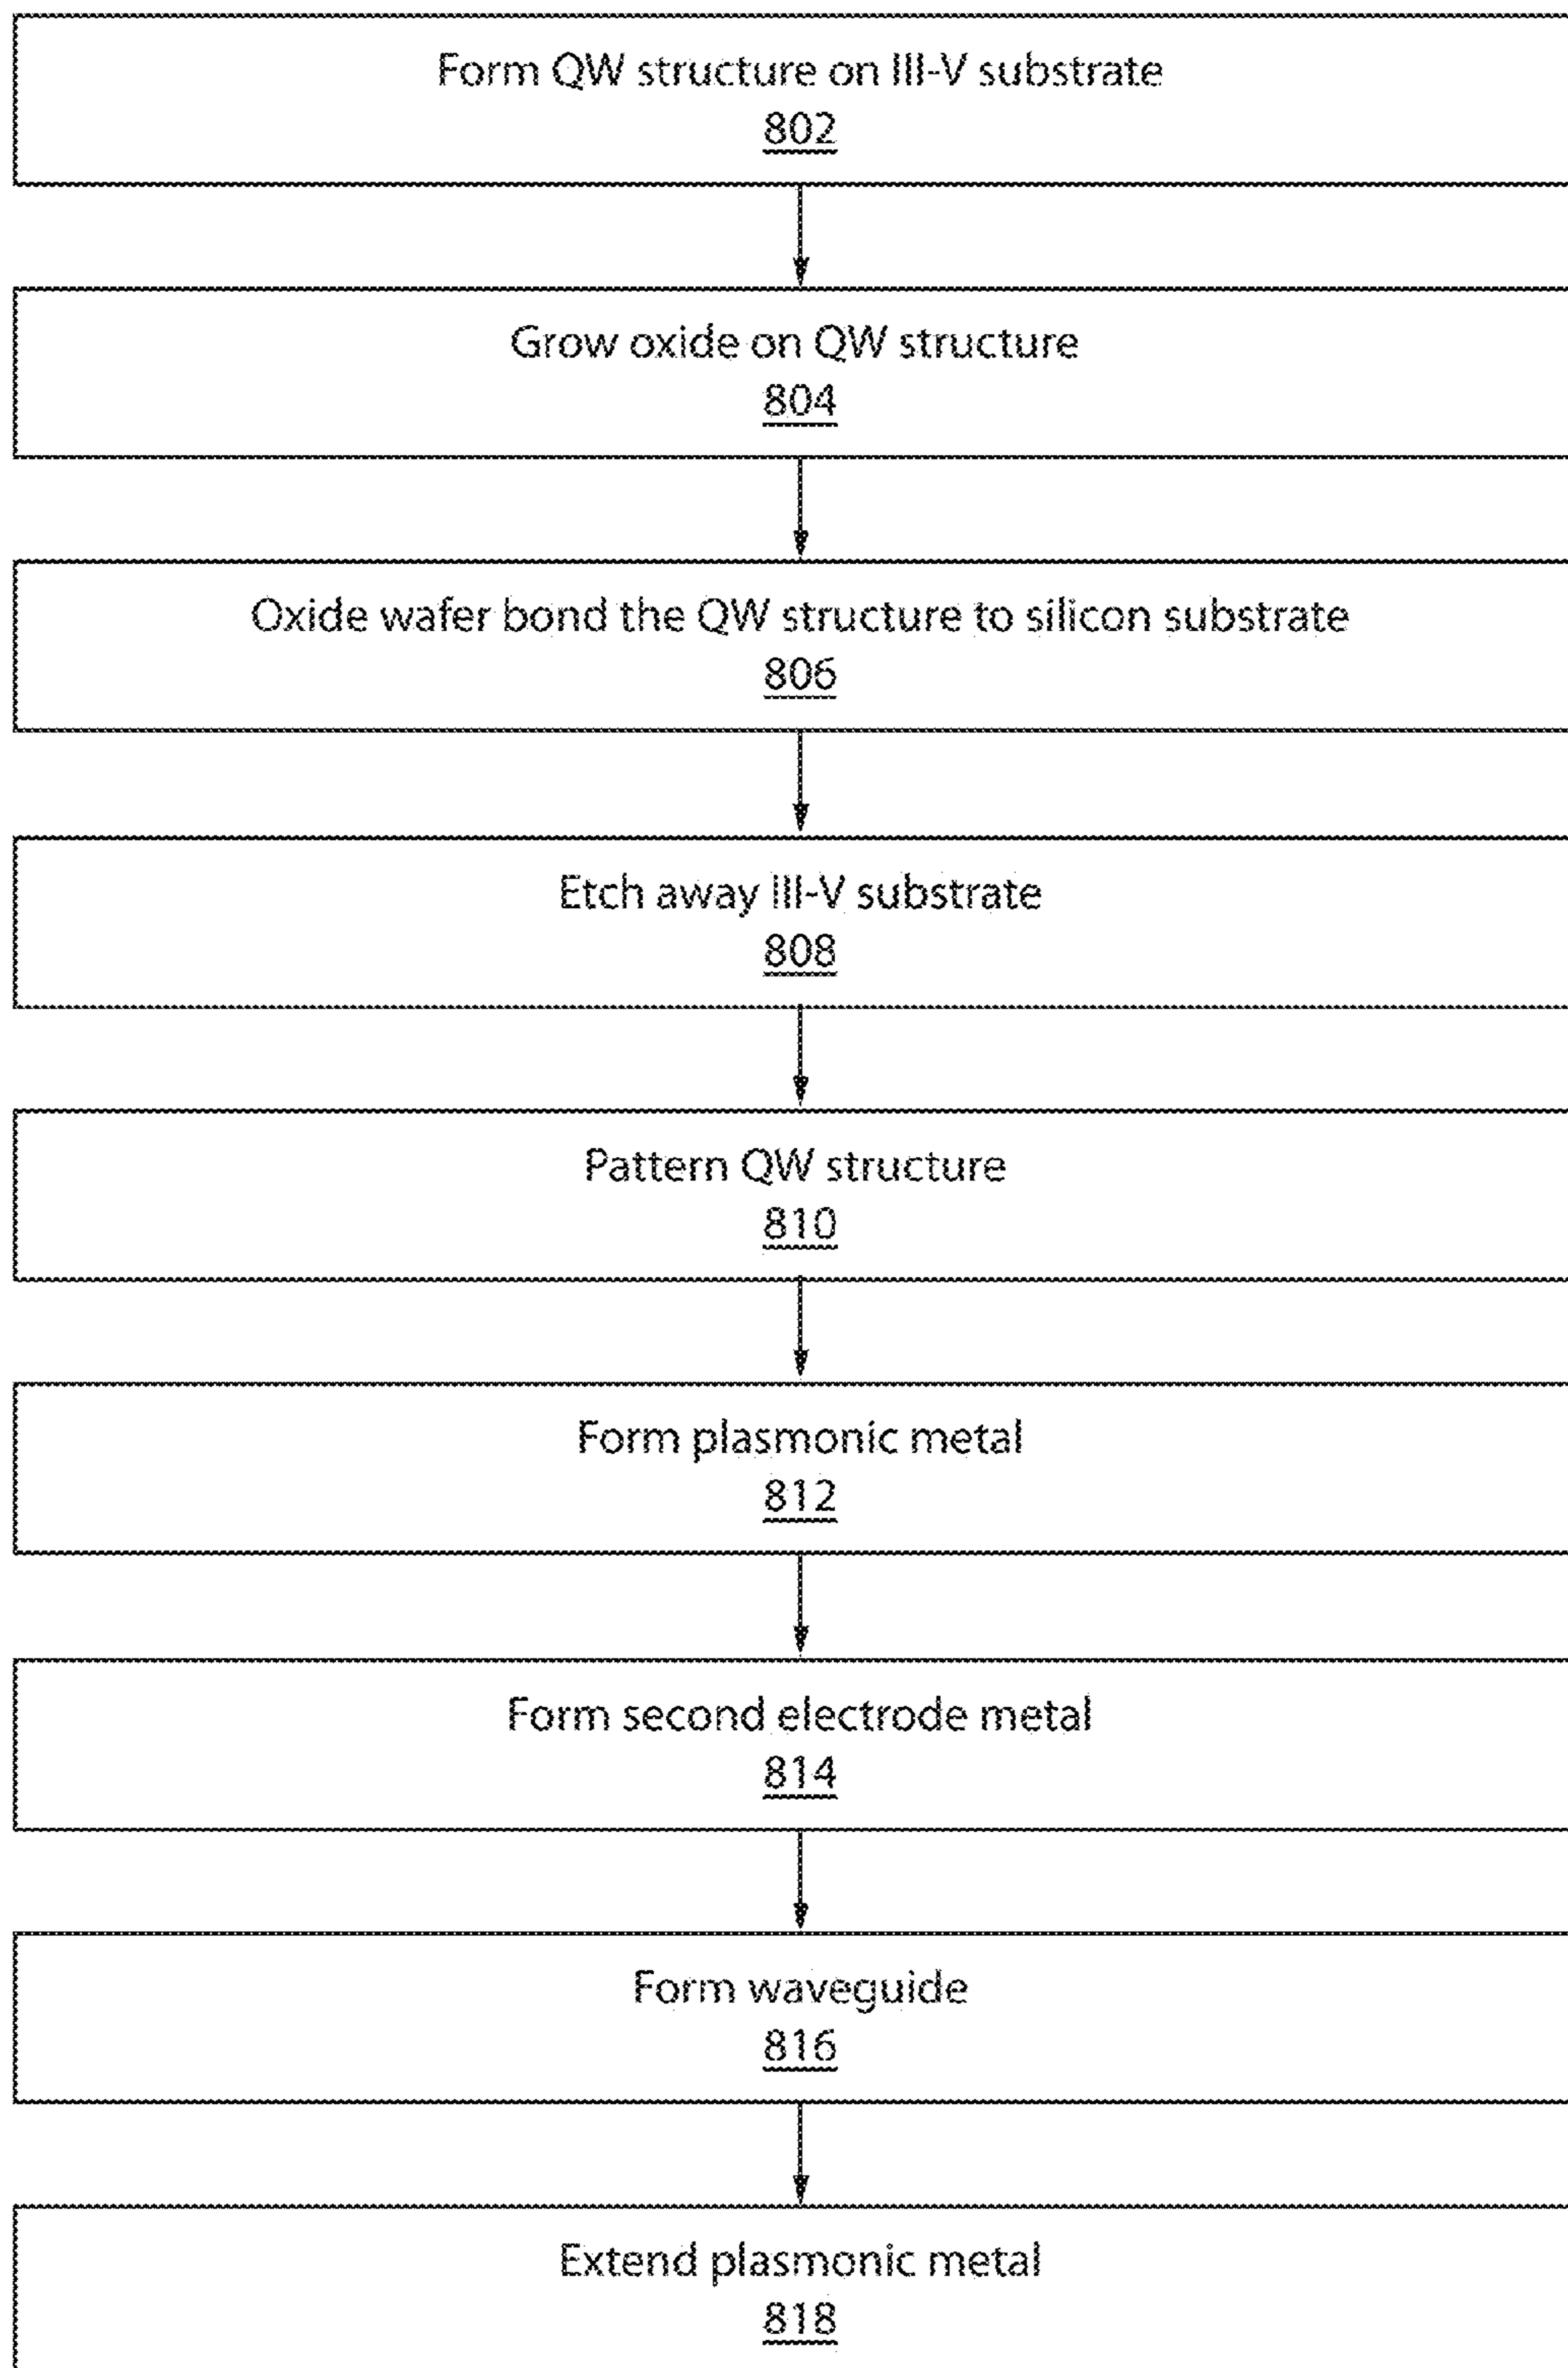 Form QW structure on III-V substrate
802
Grow oxide on QW structure
804
Oxide wafer bond the QW structure to silicon substrate
806
Etch away III-V substrate
808
Pattern QW structure
810
Form plasmonic metal
812
Form second electrode metal
814
Form waveguide
816
Extend plasmonic metal
818